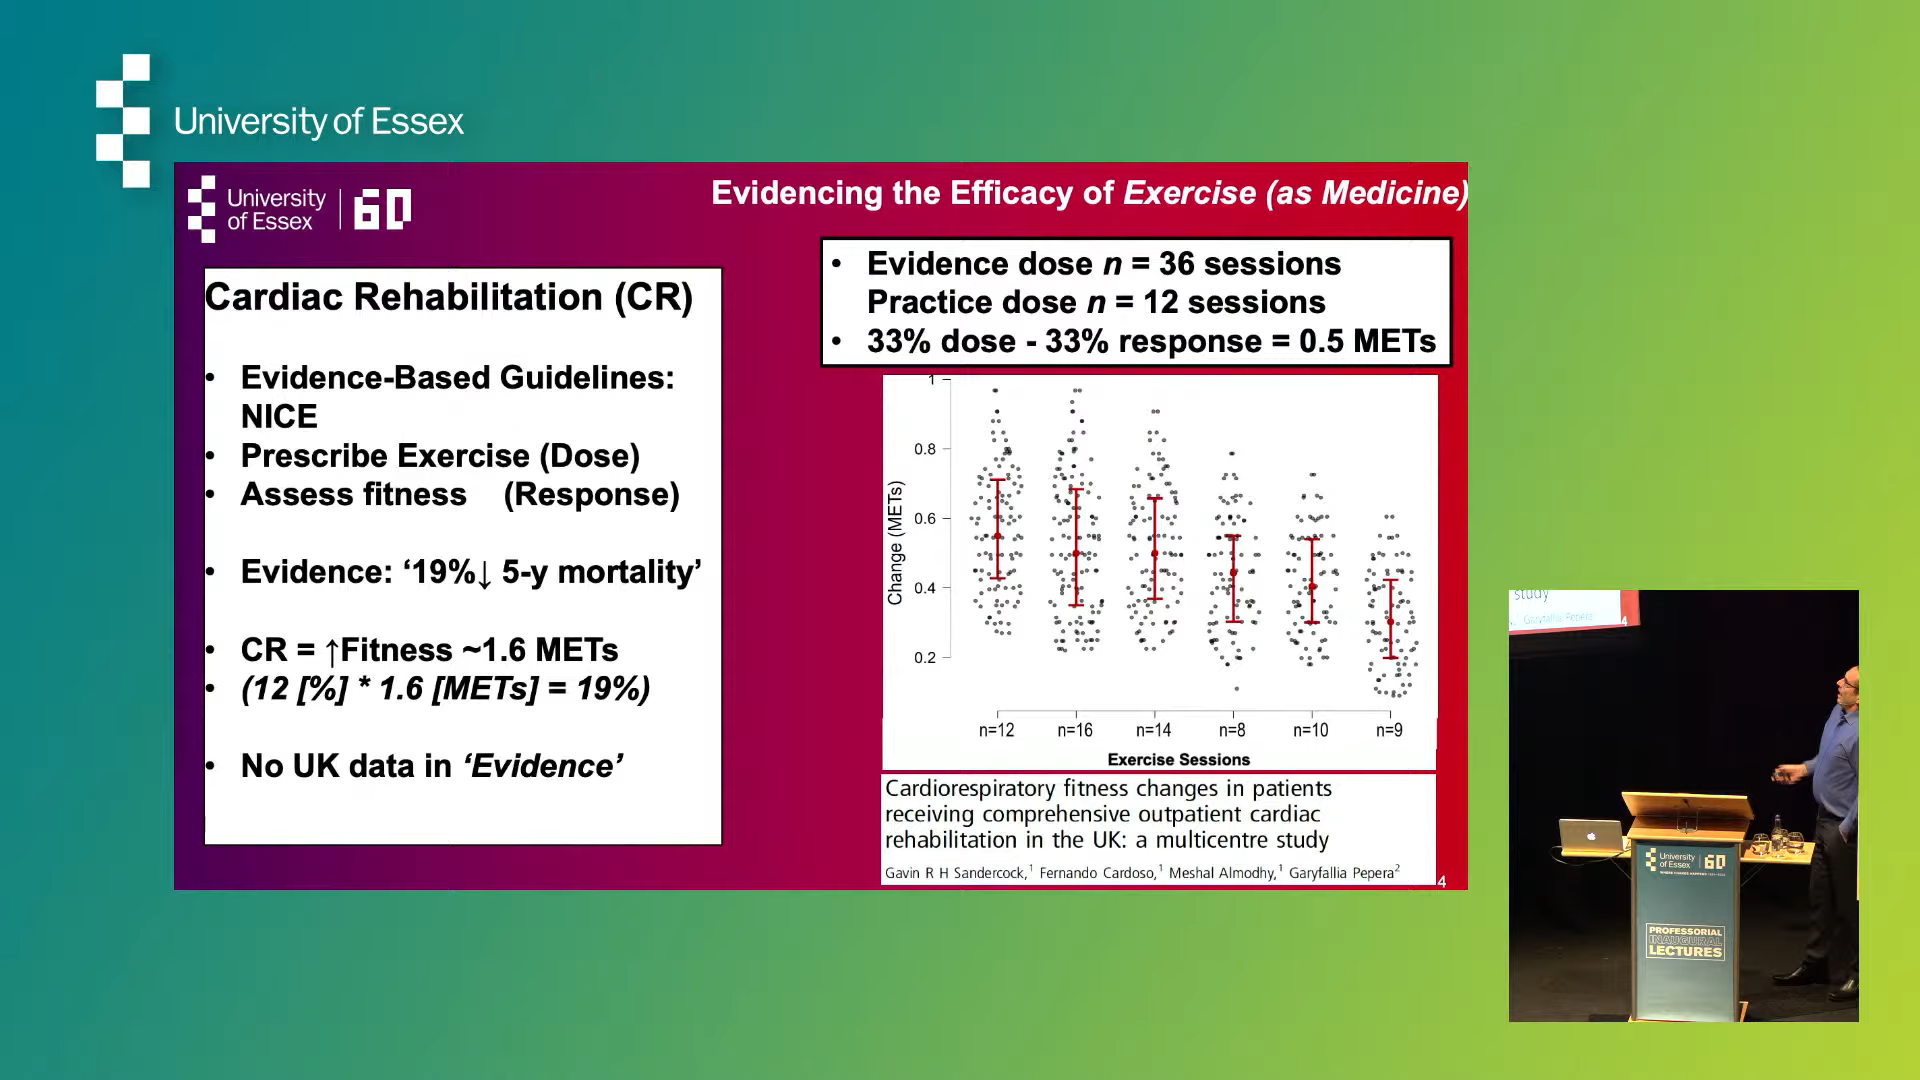 University of Essex
University
of Essex
60
Evidencing the Efficacy of Exercise (as Medicine)
Cardiac Rehabilitation (CR)
• Evidence-Based Guidelines:
NICE
• Prescribe Exercise (Dose)
• Assess fitness (Response)
• Evidence: ‘19%↓ 5-y mortality’
• CR = ↑Fitness ~1.6 METs
• (12 [%] * 1.6 [METs] = 19%)
• No UK data in ‘Evidence’
• Evidence dose n = 36 sessions
Practice dose n = 12 sessions
• 33% dose - 33% response = 0.5 METs
Change (METs)
1
0.8
0.6
0.4
0.2
n=12 n=16 n=14 n=8 n=10 n=9
Exercise Sessions
Cardiorespiratory fitness changes in patients
receiving comprehensive outpatient cardiac
rehabilitation in the UK: a multicentre study
Gavin R H Sandercock,1 Fernando Cardoso,1 Meshal Almodhy,1 Garyfallia Pepera2
4
study
Garyfallia Pepera
4
University
of Essex
60
PROFESSORIAL
INAUGURAL
LECTURES